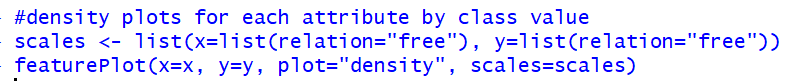 #density plots for each attribute by class value
scales <- list(x=list(relation="free"), y=list(relation="free"))
featurePlot(x=x, y=y, plot="density", scales=scales)